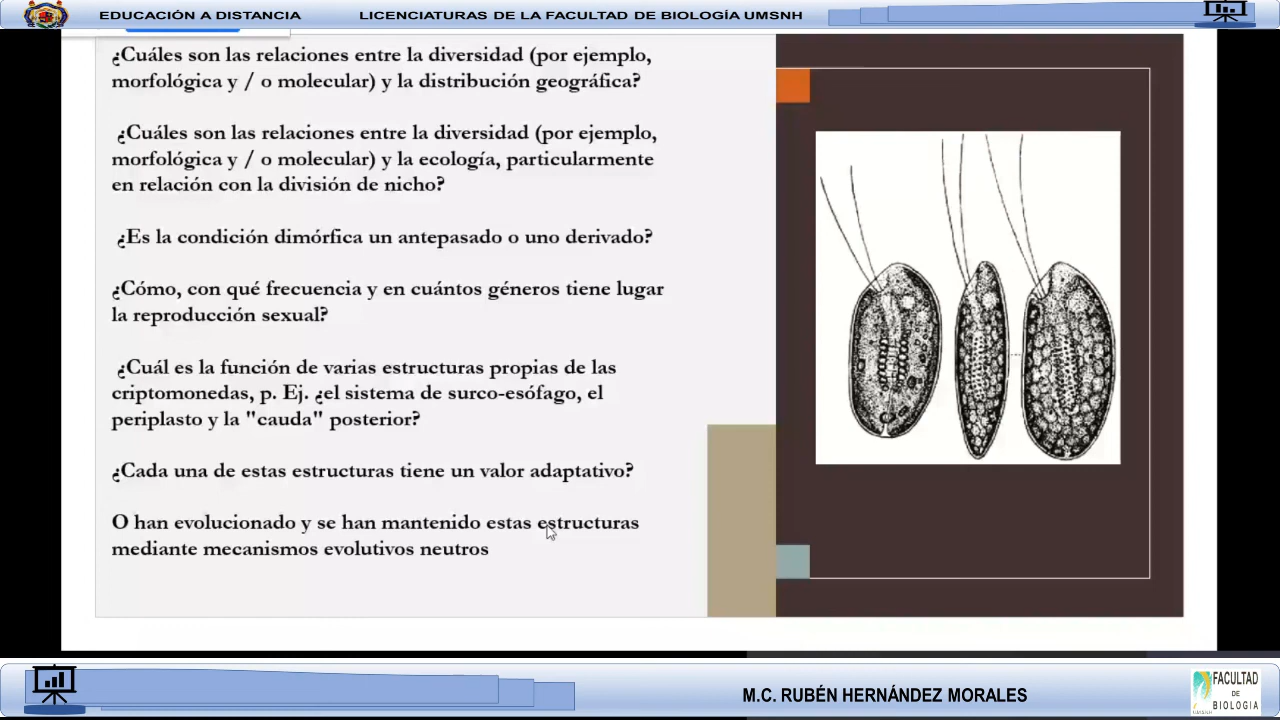 EDUCACIÓN A DISTANCIA
LICENCIATURAS DE LA FACULTAD DE BIOLOGÍA UMSNH
¿Cuáles son las relaciones entre la diversidad (por ejemplo,
morfológica y / o molecular) y la distribución geográfica?
¿Cuáles son las relaciones entre la diversidad (por ejemplo,
morfológica y / o molecular) y la ecología, particularmente
en relación con la división de nicho?
¿Es la condición dimórfica un antepasado o uno derivado?
¿Cómo, con qué frecuencia y en cuántos géneros tiene lugar
la reproducción sexual?
¿Cuál es la función de varias estructuras propias de las
criptomonedas, p. Ej. ¿el sistema de surco-esófago, el
periplasto y la "cauda" posterior?
¿Cada una de estas estructuras tiene un valor adaptativo?
O han evolucionado y se han mantenido estas estructuras
mediante mecanismos evolutivos neutros
M.C. RUBÉN HERNÁNDEZ MORALES
FACULTAD
DE
BIOLOGIA